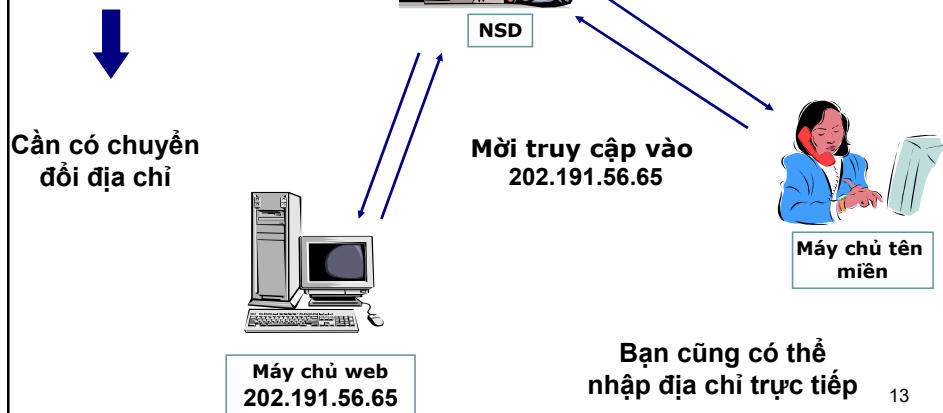 NSD
Cần có chuyển
đổi địa chỉ
Mời truy cập vào
202.191.56.65
Máy chủ tên
miền
Máy chủ web
202.191.56.65
Bạn cũng có thể
nhập địa chỉ trực tiếp
13